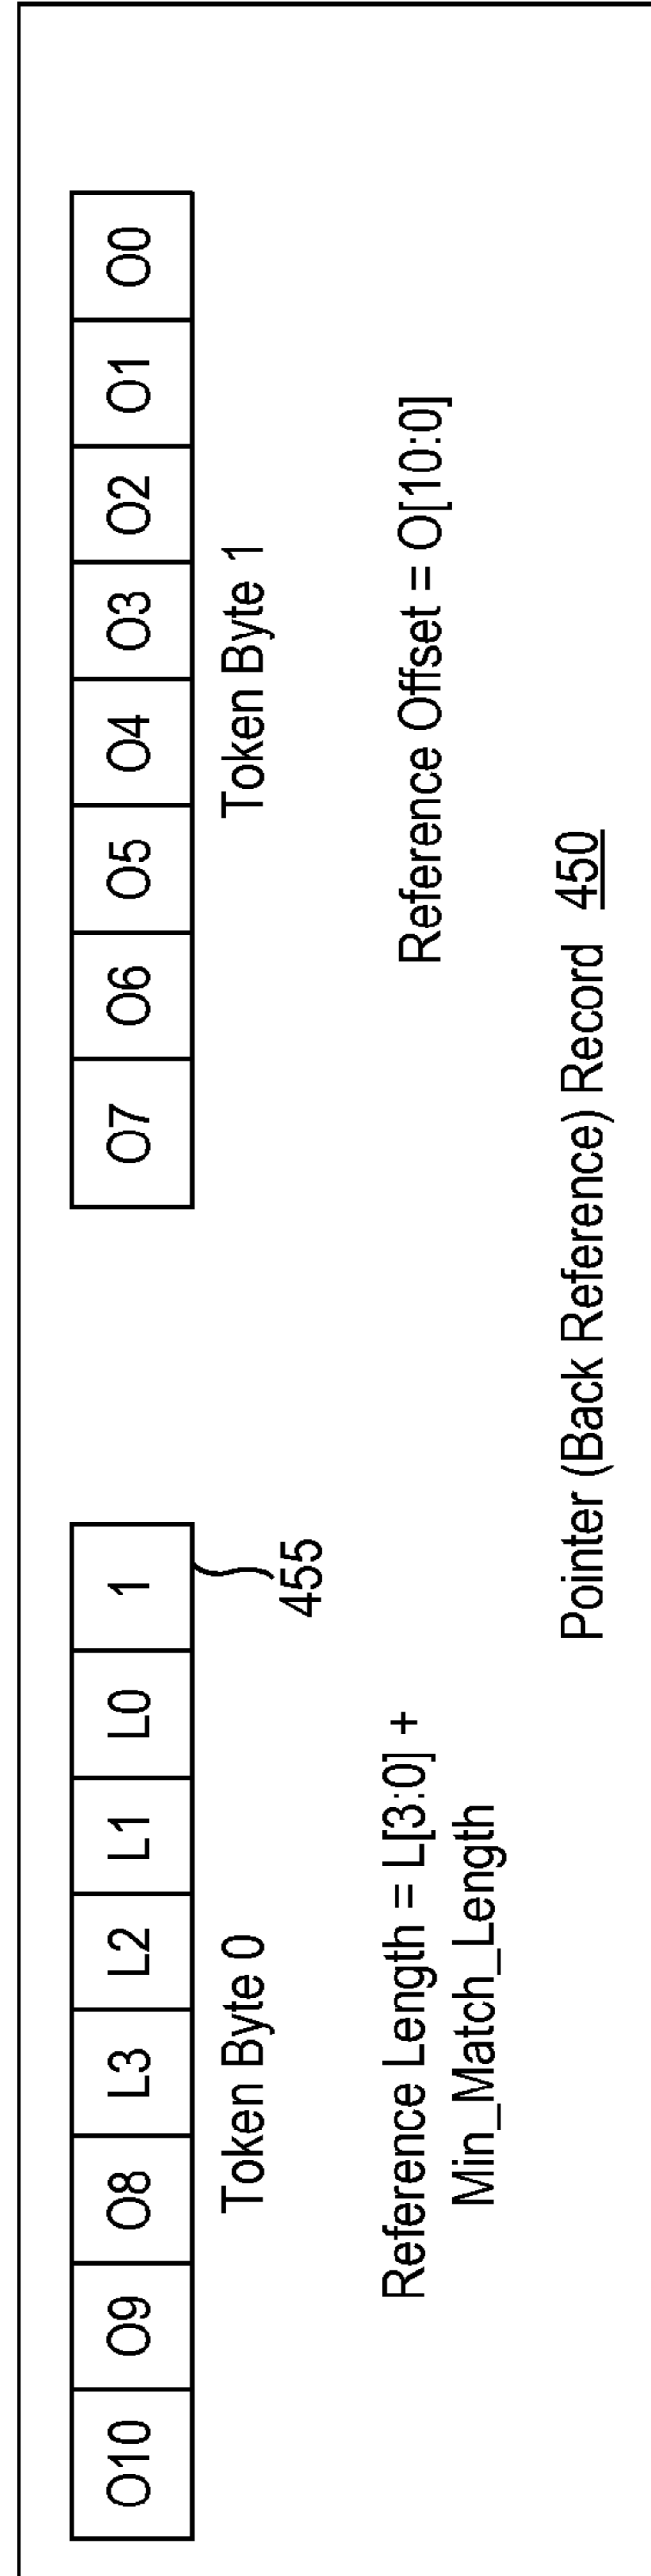 O10 O9 O8 L3 L2 L1 L0 1
O7 O6 O5 O4 O3 O2 O1 O0
455
Token Byte 0
Token Byte 1
Reference Length = L[3:0] +
Min_Match_Length
Reference Offset = O[10:0]
Pointer (Back Reference) Record 450